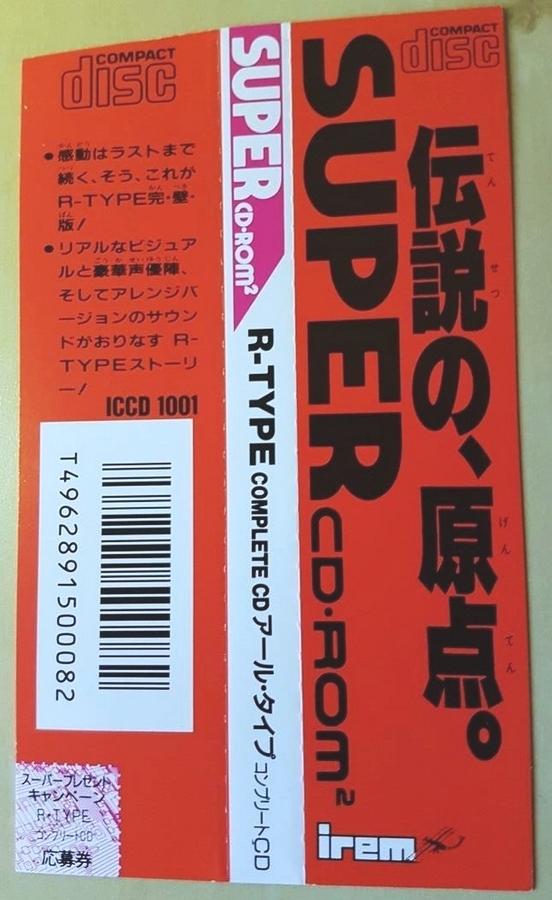 COMPACT
disc
●感動はラストまで
続く、そう、これが
R-TYPE完・璧・
版！
●リアルなビジュア
ルと豪華声優陣、
そしてアレンジバ
ージョンのサウン
ドがおりなす R-
TYPEストーリ
ー！
ICCD 1001
T4962891500082
スーパープレゼント
キャンペーン
R・TYPE
コンプリートCD
応募券
SUPER CD-ROM²
R-TYPE COMPLETE CD アール・タイプ コンプリートCD
SUPER CD-ROM²
irem
COMPACT
disc
伝説の、原点。